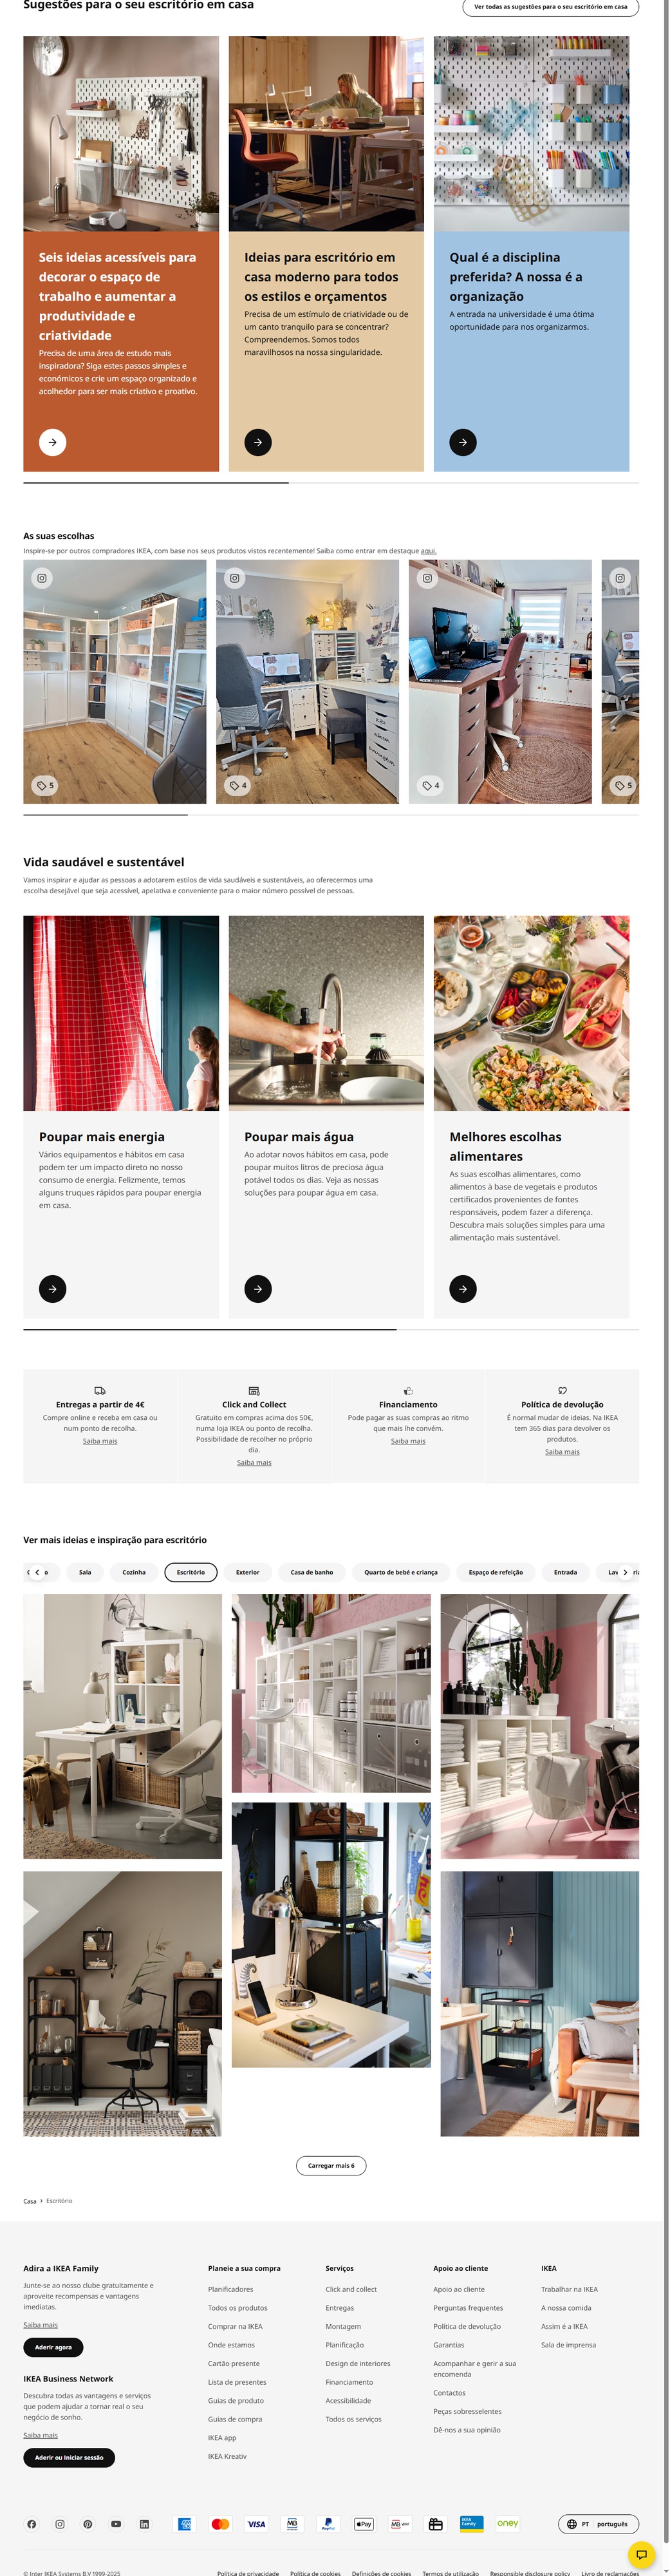 Sugestões para o seu escritório em casa
Ver todas as sugestões para o seu escritório em casa
Seis ideias acessíveis para
decorar o espaço de
trabalho e aumentar a
produtividade e
criatividade
Precisa de uma área de estudo mais
inspiradora? Siga estes passos simples e
económicos e crie um espaço organizado e
acolhedor para ser mais criativo e proativo.
Ideias para escritório em
casa moderno para todos
os estilos e orçamentos
Precisa de um estímulo de criatividade ou de
um canto tranquilo para se concentrar?
Compreendemos. Somos todos
maravilhosos na nossa singularidade.
Qual é a disciplina
preferida? A nossa é a
organização
A entrada na universidade é uma ótima
oportunidade para nos organizarmos.
As suas escolhas
Inspire-se por outros compradores IKEA, com base nos seus produtos vistos recentemente! Saiba como entrar em destaque aqui.
5
4
4
5
Vida saudável e sustentável
Vamos inspirar e ajudar as pessoas a adotarem estilos de vida saudáveis e sustentáveis, ao oferecermos uma
escolha desejável que seja acessível, apelativa e conveniente para o maior número possível de pessoas.
Poupar mais energia
Vários equipamentos e hábitos em casa
podem ter um impacto direto no nosso
consumo de energia. Felizmente, temos
alguns truques rápidos para poupar energia
em casa.
Poupar mais água
Ao adotar novos hábitos em casa, pode
poupar muitos litros de preciosa água
potável todos os dias. Veja as nossas
soluções para poupar água em casa.
Melhores escolhas
alimentares
As suas escolhas alimentares, como
alimentos à base de vegetais e produtos
certificados provenientes de fontes
responsáveis, podem fazer a diferença.
Descubra mais soluções simples para uma
alimentação mais sustentável.
Entregas a partir de 4€
Compre online e receba em casa ou
num ponto de recolha.
Saiba mais
Click and Collect
Gratuito em compras acima dos 50€,
numa loja IKEA ou ponto de recolha.
Possibilidade de recolher no próprio
dia.
Saiba mais
Financiamento
Pode pagar as suas compras ao ritmo
que mais lhe convém.
Saiba mais
Política de devolução
É normal mudar de ideias. Na IKEA
tem 365 dias para devolver os
produtos.
Saiba mais
Ver mais ideias e inspiração para escritório
Sala
Cozinha
Escritório
Exterior
Casa de banho
Quarto de bebé e criança
Espaço de refeição
Entrada
Carregar mais 6
Casa
Escritório
Adira a IKEA Family
Junte-se ao nosso clube gratuitamente e
aproveite recompensas e vantagens
imediatas.
Saiba mais
Aderir agora
IKEA Business Network
Descubra todas as vantagens e serviços
que podem ajudar a tornar real o seu
negócio de sonho.
Saiba mais
Aderir ou Iniciar sessão
Planeie a sua compra
Planificadores
Todos os produtos
Comprar na IKEA
Onde estamos
Cartão presente
Lista de presentes
Guias de produto
Guias de compra
IKEA app
IKEA Kreativ
Serviços
Click and collect
Entregas
Montagem
Planificação
Design de interiores
Financiamento
Acessibilidade
Todos os serviços
Apoio ao cliente
Apoio ao cliente
Perguntas frequentes
Política de devolução
Garantias
Acompanhar e gerir a sua
encomenda
Contactos
Peças sobresselentes
Dê-nos a sua opinião
IKEA
Trabalhar na IKEA
A nossa comida
Assim é a IKEA
Sala de imprensa
VISA
MB
PayPal
Pay
MB WAY
IKEA Family
oney
PT
português
© Inter IKEA Systems B.V 1999-2025
Política de privacidade
Política de cookies
Definições de cookies
Termos de utilização
Responsible disclosure policy
Livro de reclamações